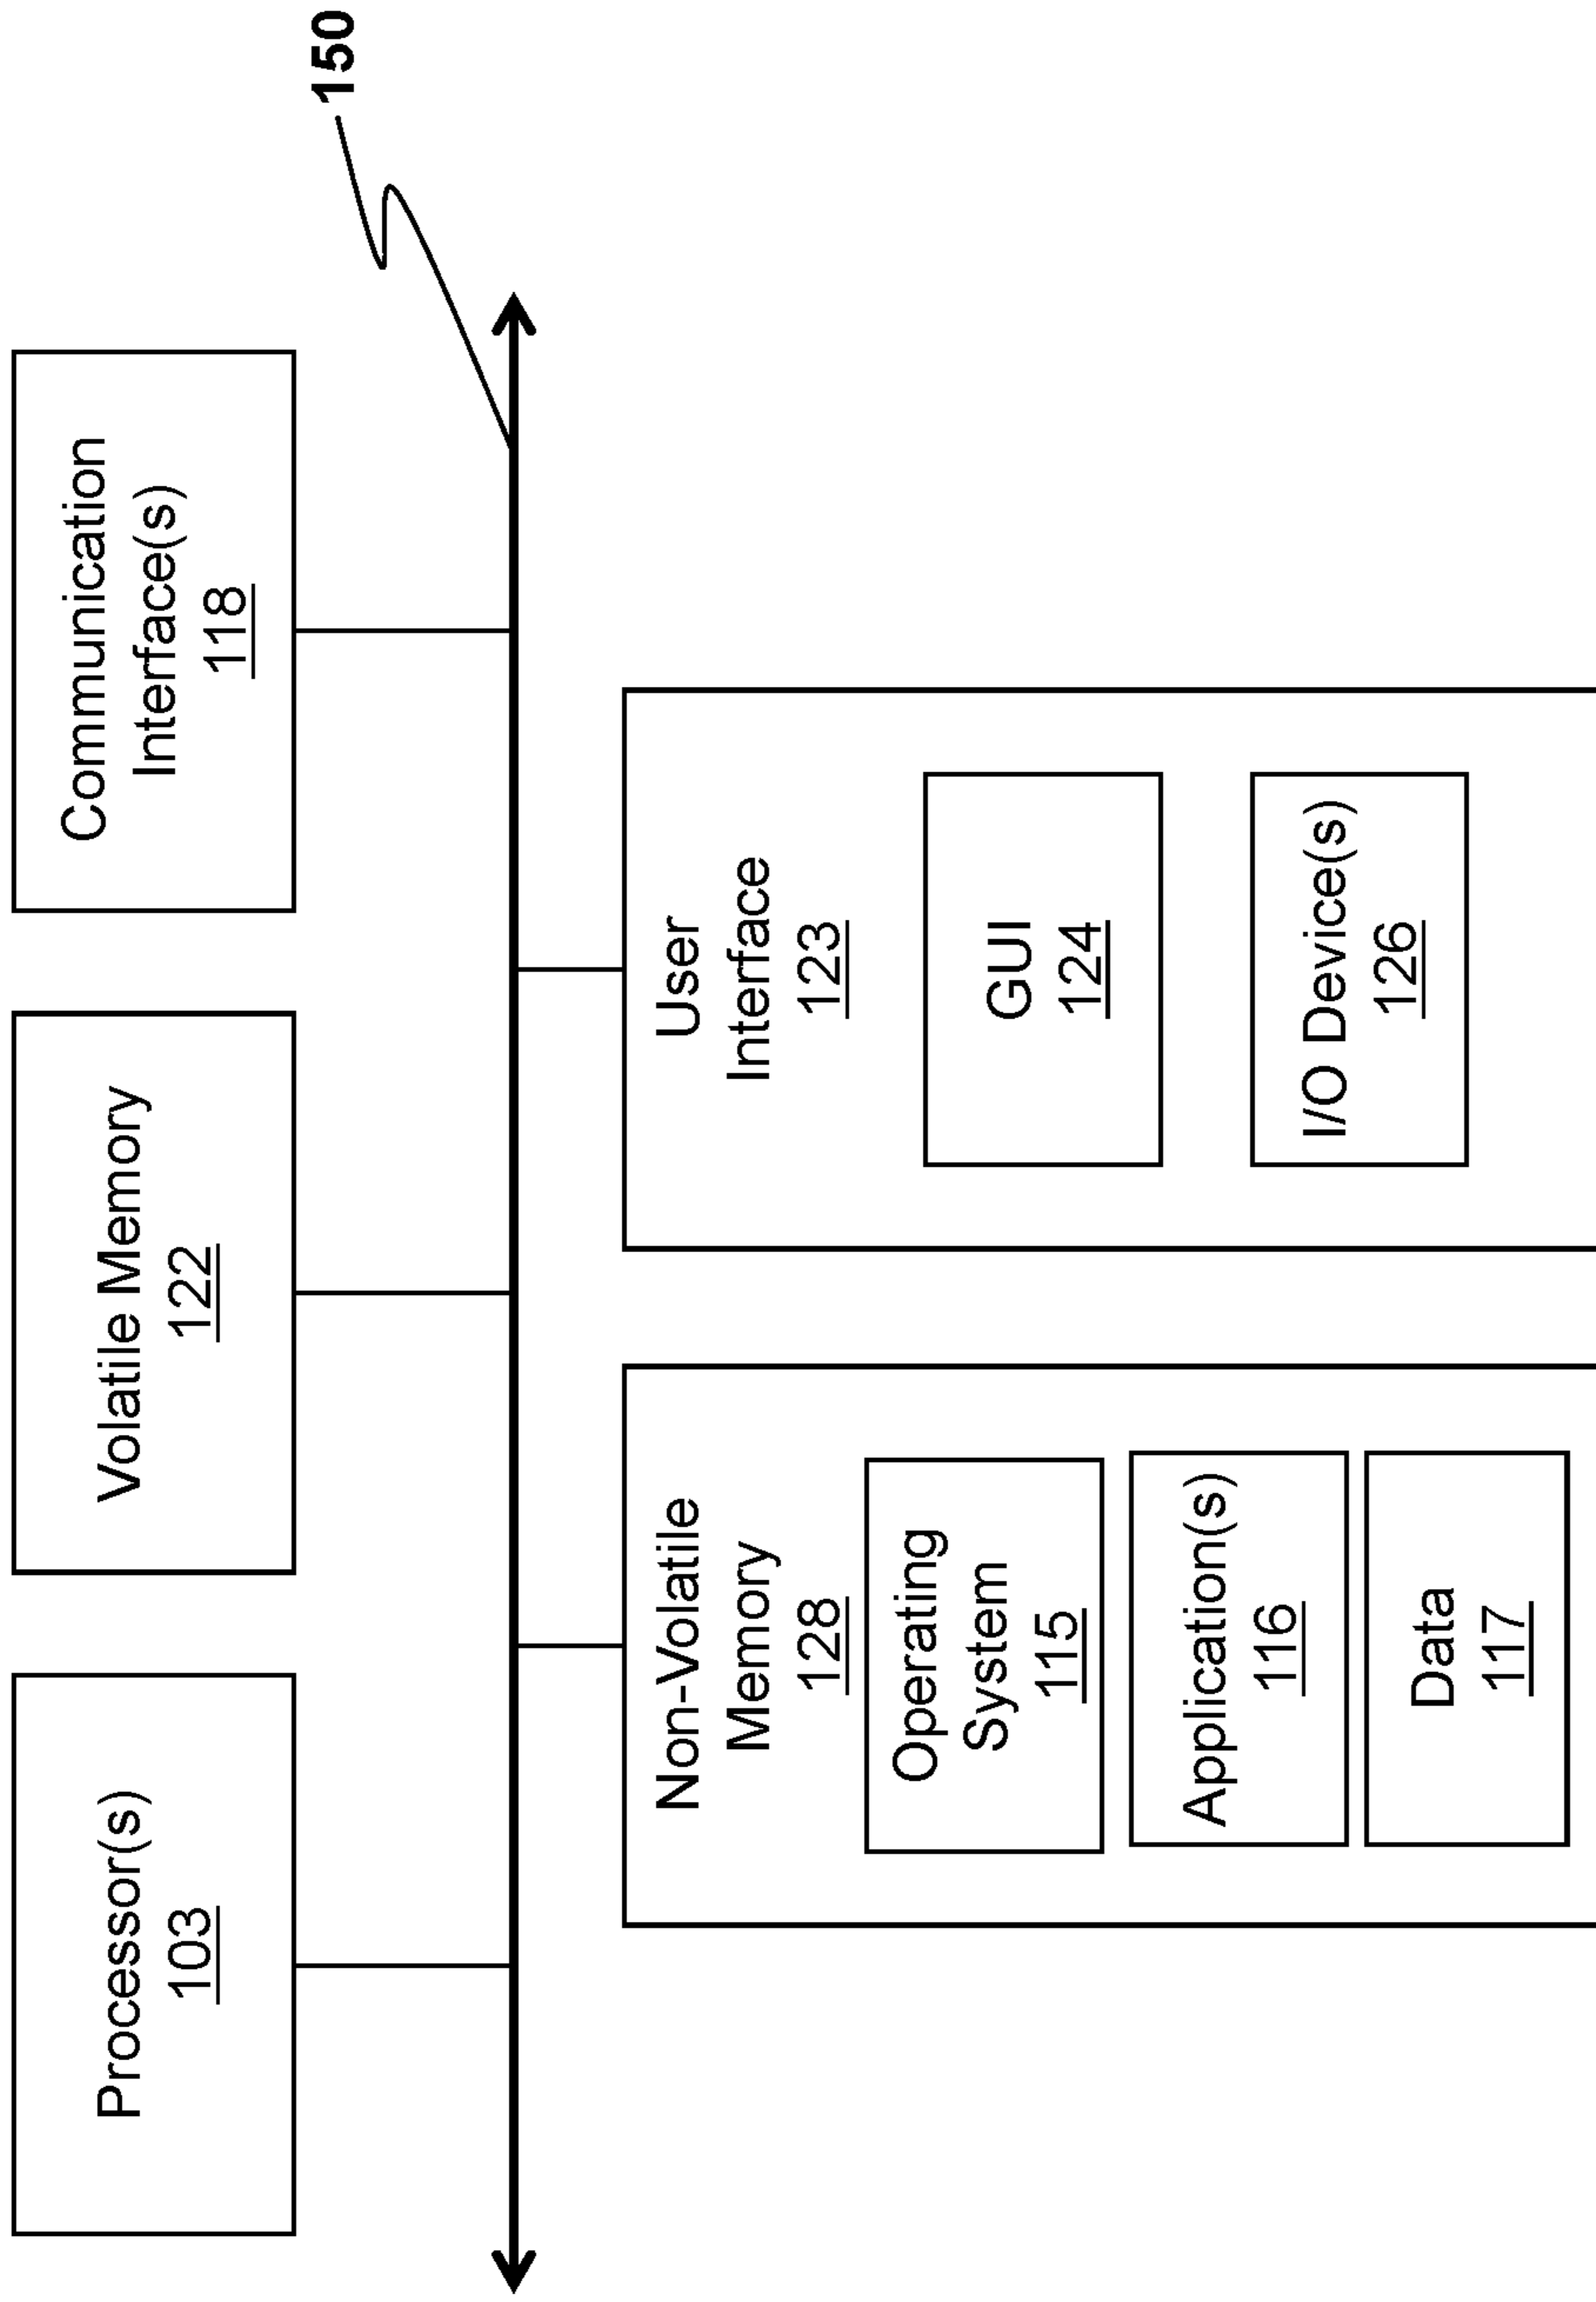 Processor(s)
103
Volatile Memory
122
Communication
Interface(s)
118
150
Non-Volatile
Memory
128
Operating
System
115
Application(s)
116
Data
117
User
Interface
123
GUI
124
I/O Device(s)
126